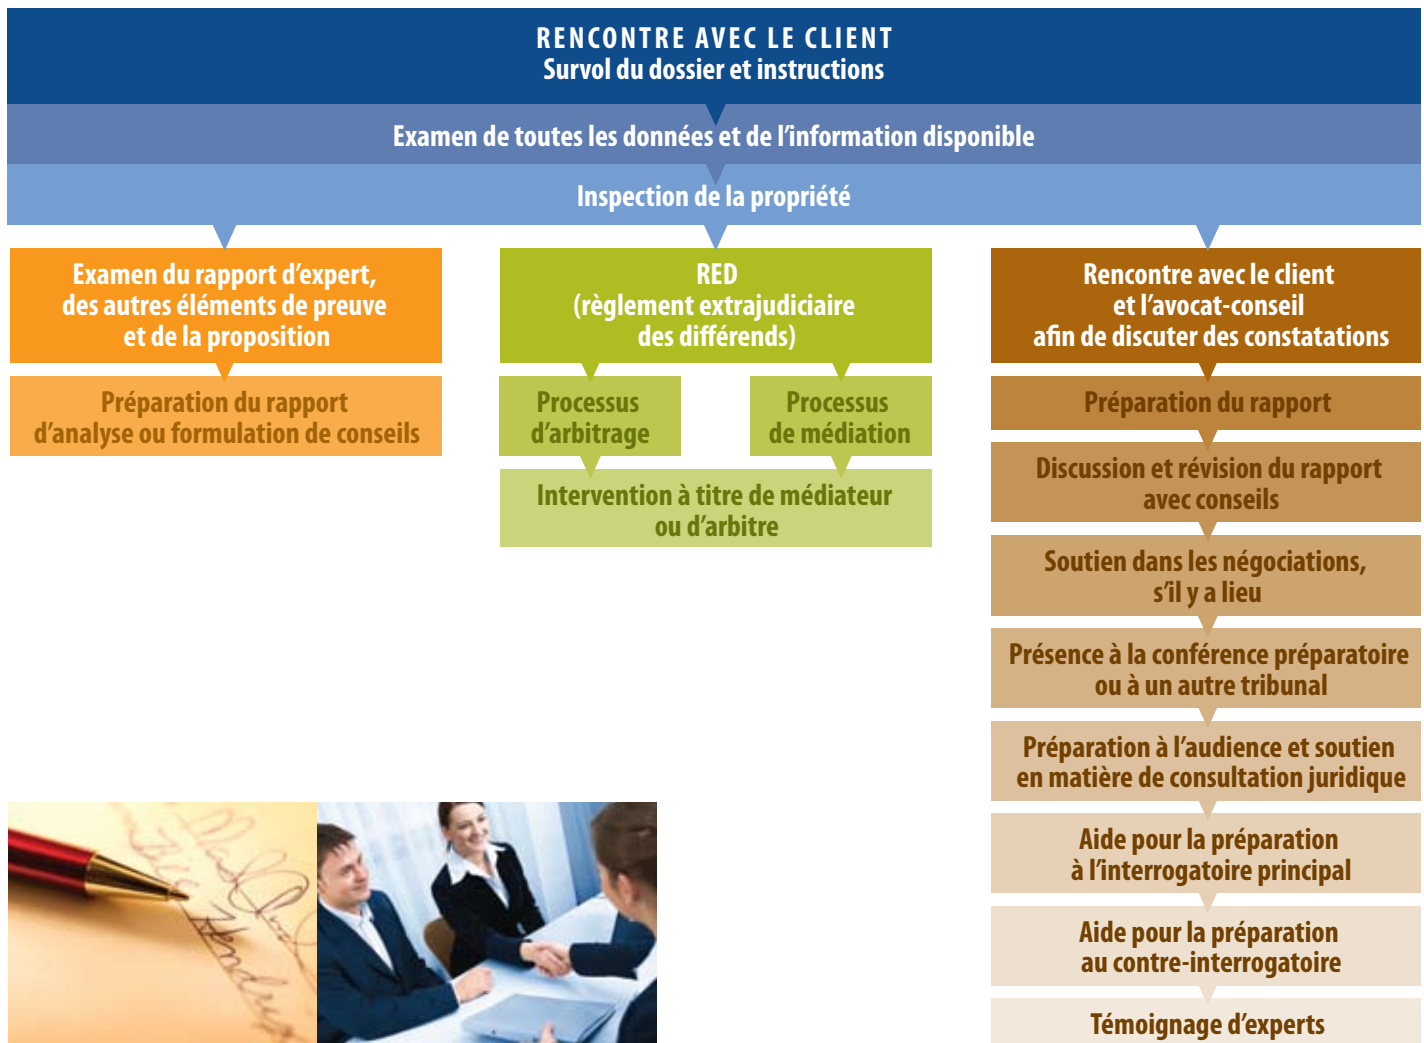 RENCONTRE AVEC LE CLIENT
Survol du dossier et instructions
Examen de toutes les données et de l’information disponible
Inspection de la propriété
Examen du rapport d’expert,
des autres éléments de preuve
et de la proposition
Préparation du rapport
d’analyse ou formulation de conseils
RED
(règlement extrajudiciaire
des différends)
Processus
d’arbitrage
Processus
de médiation
Intervention à titre de médiateur
ou d’arbitre
Rencontre avec le client
et l’avocat-conseil
afin de discuter des constatations
Préparation du rapport
Discussion et révision du rapport
avec conseils
Soutien dans les négociations,
s’il y a lieu
Présence à la conférence préparatoire
ou à un autre tribunal
Préparation à l’audience et soutien
en matière de consultation juridique
Aide pour la préparation
à l’interrogatoire principal
Aide pour la préparation
au contre-interrogatoire
Témoignage d’experts